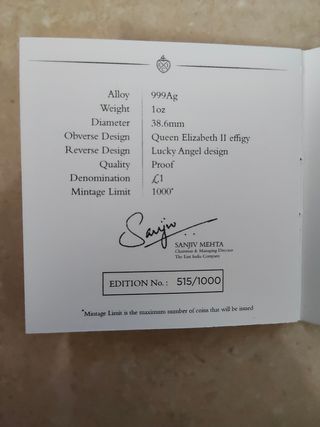 Alloy 999Ag
Weight 1oz
Diameter 38.6mm
Obverse Design Queen Elizabeth II effigy
Reverse Design Lucky Angel design
Quality Proof
Denomination £1
Mintage Limit 1000*
Sanjiv
SANJIV MEHTA
Chairman & Managing Director
The East India Company
EDITION No. : 515/1000
*Mintage Limit is the maximum number of coins that will be issued